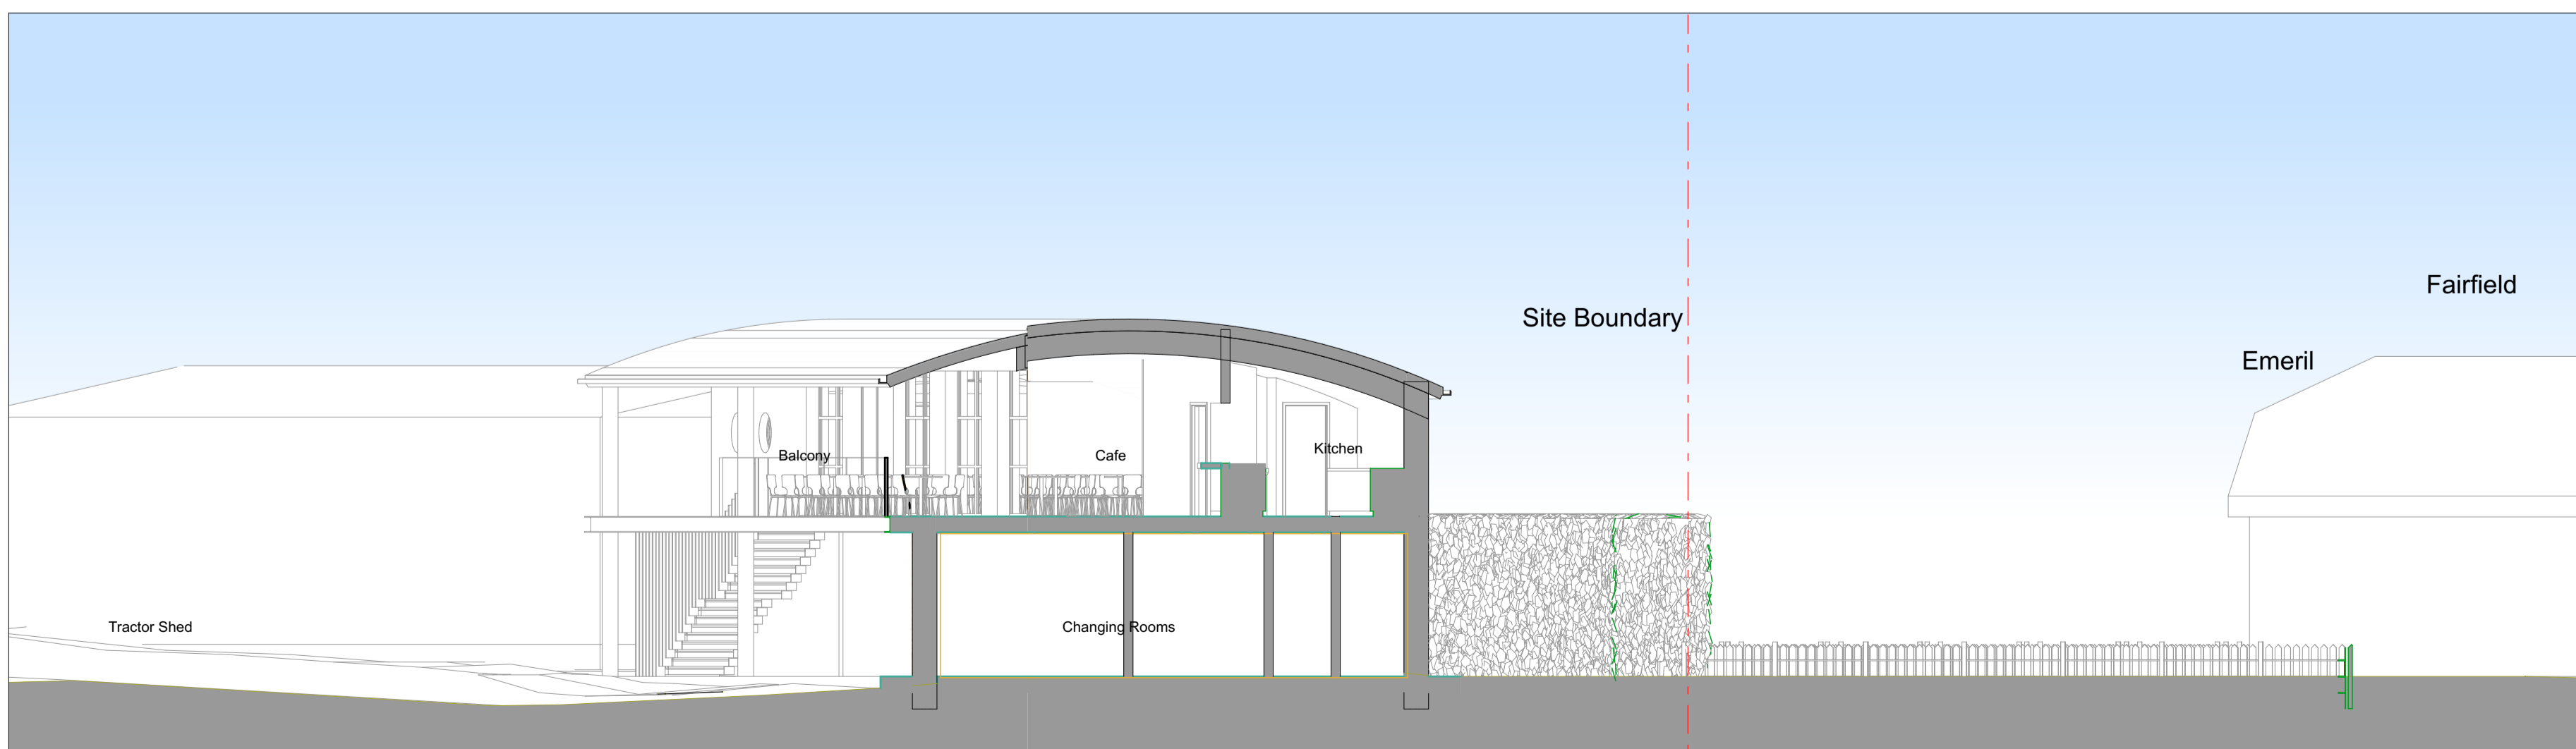 Fairfield
Site Boundary
Emeril
Balcony
Cafe
Kitchen
Tractor Shed
Changing Rooms